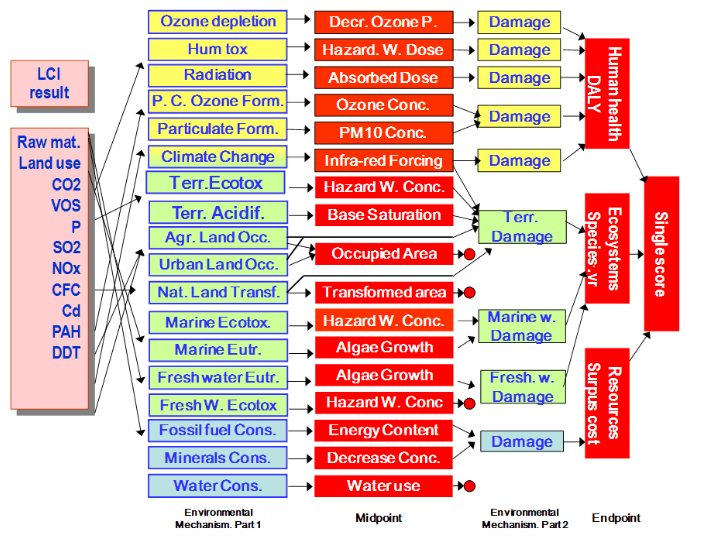 LCI
result
Raw mat.
Land use
CO2
VOS
P
SO2
NOx
CFC
Cd
PAH
DDT
Ozone depletion
Hum tox
Radiation
P. C. Ozone Form.
Particulate Form.
Climate Change
Terr.Ecotox
Terr. Acidif.
Agr. Land Occ.
Urban Land Occ.
Nat. Land Transf.
Marine Ecotox.
Marine Eutr.
Freshwater Eutr.
Fresh W. Ecotox
Fossil fuel Cons.
Minerals Cons.
Water Cons.
Environmental
Mechanism. Part 1
Decr. Ozone P.
Hazard. W. Dose
Absorbed Dose
Ozone Conc.
PM10 Conc.
Infra-red Forcing
Hazard W. Conc.
Base Saturation
Occupied Area
Transformed area
Hazard W. Conc.
Algae Growth
Algae Growth
Hazard W. Conc
Energy Content
Decrease Conc.
Water use
Midpoint
Damage
Damage
Damage
Damage
Damage
Terr.
Damage
Marine w.
Damage
Fresh. w.
Damage
Damage
Environmental
Mechanism. Part 2
Human health
DALY
Ecosystems
Species.yr
Resources
Surpus cost
Endpoint
Single score